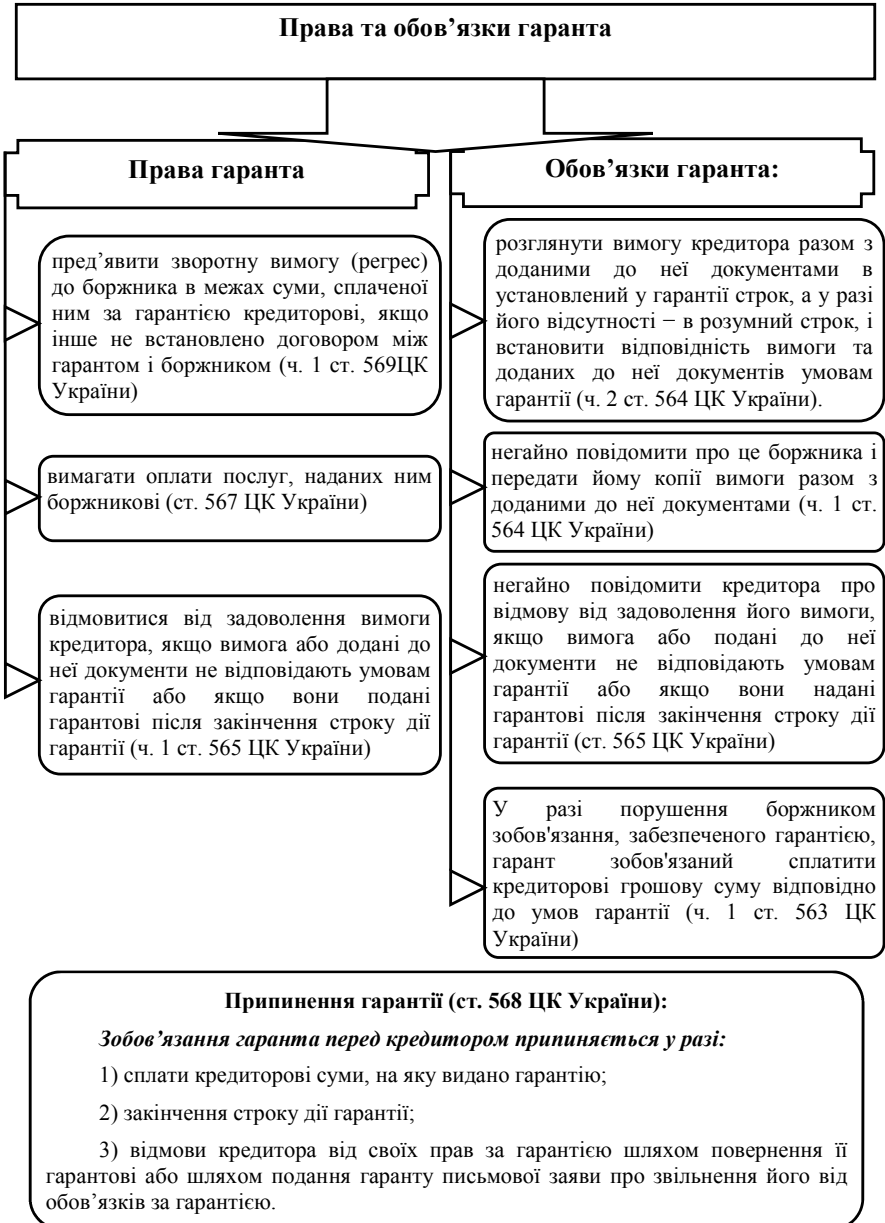 Права та обов’язки гаранта
Права гаранта
пред’явити зворотну вимогу (регрес)
до боржника в межах суми, сплаченої
ним за гарантією кредиторові, якщо
інше не встановлено договором між
гарантом і боржником (ч. 1 ст. 569ЦК
України)
вимагати оплати послуг, наданих ним
боржникові (ст. 567 ЦК України)
відмовитися від задоволення вимоги
кредитора, якщо вимога або додані до
неї документи не відповідають умовам
гарантії або якщо вони подані
гарантові після закінчення строку дії
гарантії (ч. 1 ст. 565 ЦК України)
Обов’язки гаранта:
розглянути вимогу кредитора разом з
доданими до неї документами в
установлений у гарантії строк, а у разі
його відсутності − в розумний строк, і
встановити відповідність вимоги та
доданих до неї документів умовам
гарантії (ч. 2 ст. 564 ЦК України).
негайно повідомити про це боржника і
передати йому копії вимоги разом з
доданими до неї документами (ч. 1 ст.
564 ЦК України)
негайно повідомити кредитора про
відмову від задоволення його вимоги,
якщо вимога або подані до неї
документи не відповідають умовам
гарантії або якщо вони надані
гарантові після закінчення строку дії
гарантії (ст. 565 ЦК України)
У разі порушення боржником
зобов'язання, забезпеченого гарантією,
гарант зобов'язаний сплатити
кредиторові грошову суму відповідно
до умов гарантії (ч. 1 ст. 563 ЦК
України)
Припинення гарантії (ст. 568 ЦК України):
Зобов’язання гаранта перед кредитором припиняється у разі:
1) сплати кредиторові суми, на яку видано гарантію;
2) закінчення строку дії гарантії;
3) відмови кредитора від своїх прав за гарантією шляхом повернення її
гарантові або шляхом подання гаранту письмової заяви про звільнення його від
обов’язків за гарантією.